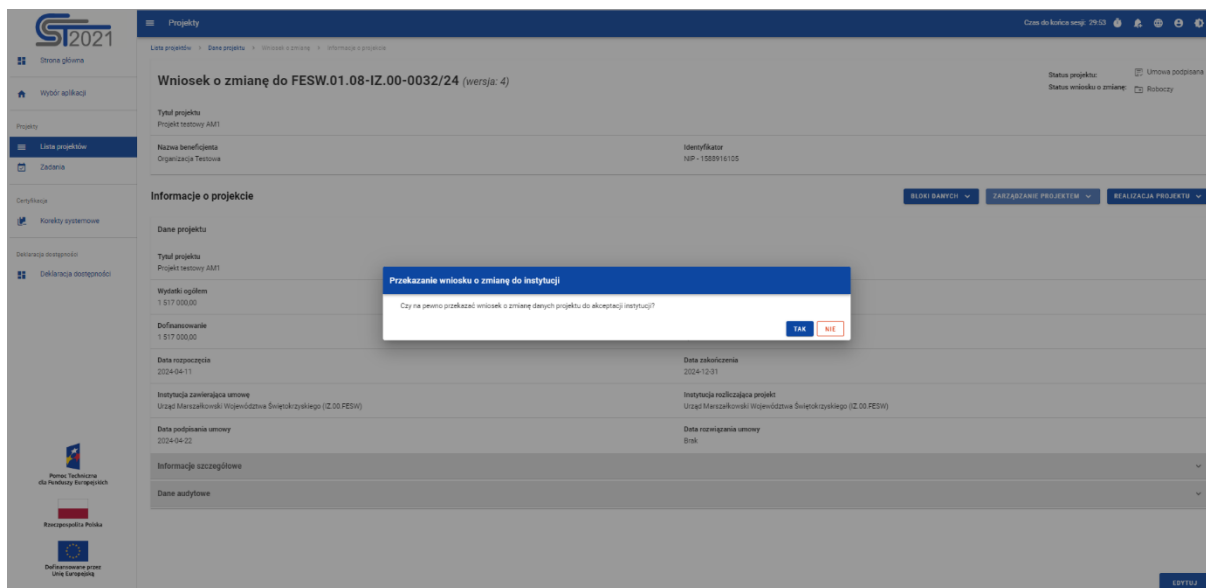 CST2021
Projekty
Czas do końca sesji: 29:53
Lista projektów > Dane projektu > Wniosek o zmianę > Informacje o projekcie
Strona główna
Wybór aplikacji
Projekty
Lista projektów
Zadania
Certyfikacja
Korekty systemowe
Deklaracja dostępności
Deklaracja dostępności
Pomoc Techniczna
dla Funduszy Europejskich
Rzeczpospolita Polska
Dofinansowane przez
Unię Europejską
Wniosek o zmianę do FESW.01.08-IZ.00-0032/24 (wersja: 4)
Status projektu: Umowa podpisana
Status wniosku o zmianę: Roboczy
Tytuł projektu
Projekt testowy AM1
Nazwa beneficjenta
Organizacja Testowa
Identyfikator
NIP - 1588916105
Informacje o projekcie
BLOKI DANYCH
ZARZĄDZANIE PROJEKTEM
REALIZACJA PROJEKTU
Dane projektu
Tytuł projektu
Projekt testowy AM1
Wydatki ogółem
1 517 000,00
Dofinansowanie
1 517 000,00
Przekazanie wniosku o zmianę do instytucji
Czy na pewno przekazać wniosek o zmianę danych projektu do akceptacji instytucji?
TAK
NIE
Data rozpoczęcia
2024-04-11
Data zakończenia
2024-12-31
Instytucja zawierająca umowę
Urząd Marszałkowski Województwa Świętokrzyskiego (IZ.00.FESW)
Instytucja rozliczająca projekt
Urząd Marszałkowski Województwa Świętokrzyskiego (IZ.00.FESW)
Data podpisania umowy
2024-04-22
Data rozwiązania umowy
Brak
Informacje szczegółowe
Dane audytowe
EDYTUJ